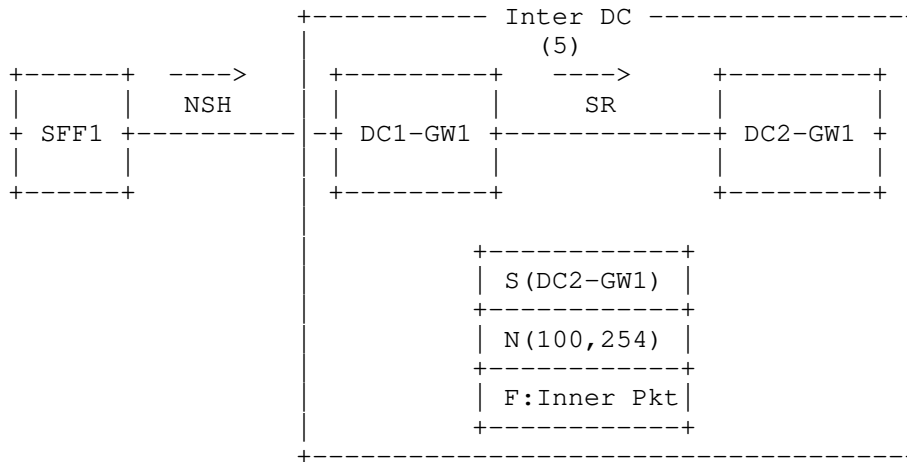 Inter DC
(5)
----> ---->
NSH SR
SFF1 DC1-GW1 DC2-GW1
S(DC2-GW1)
N(100,254)
F:Inner Pkt